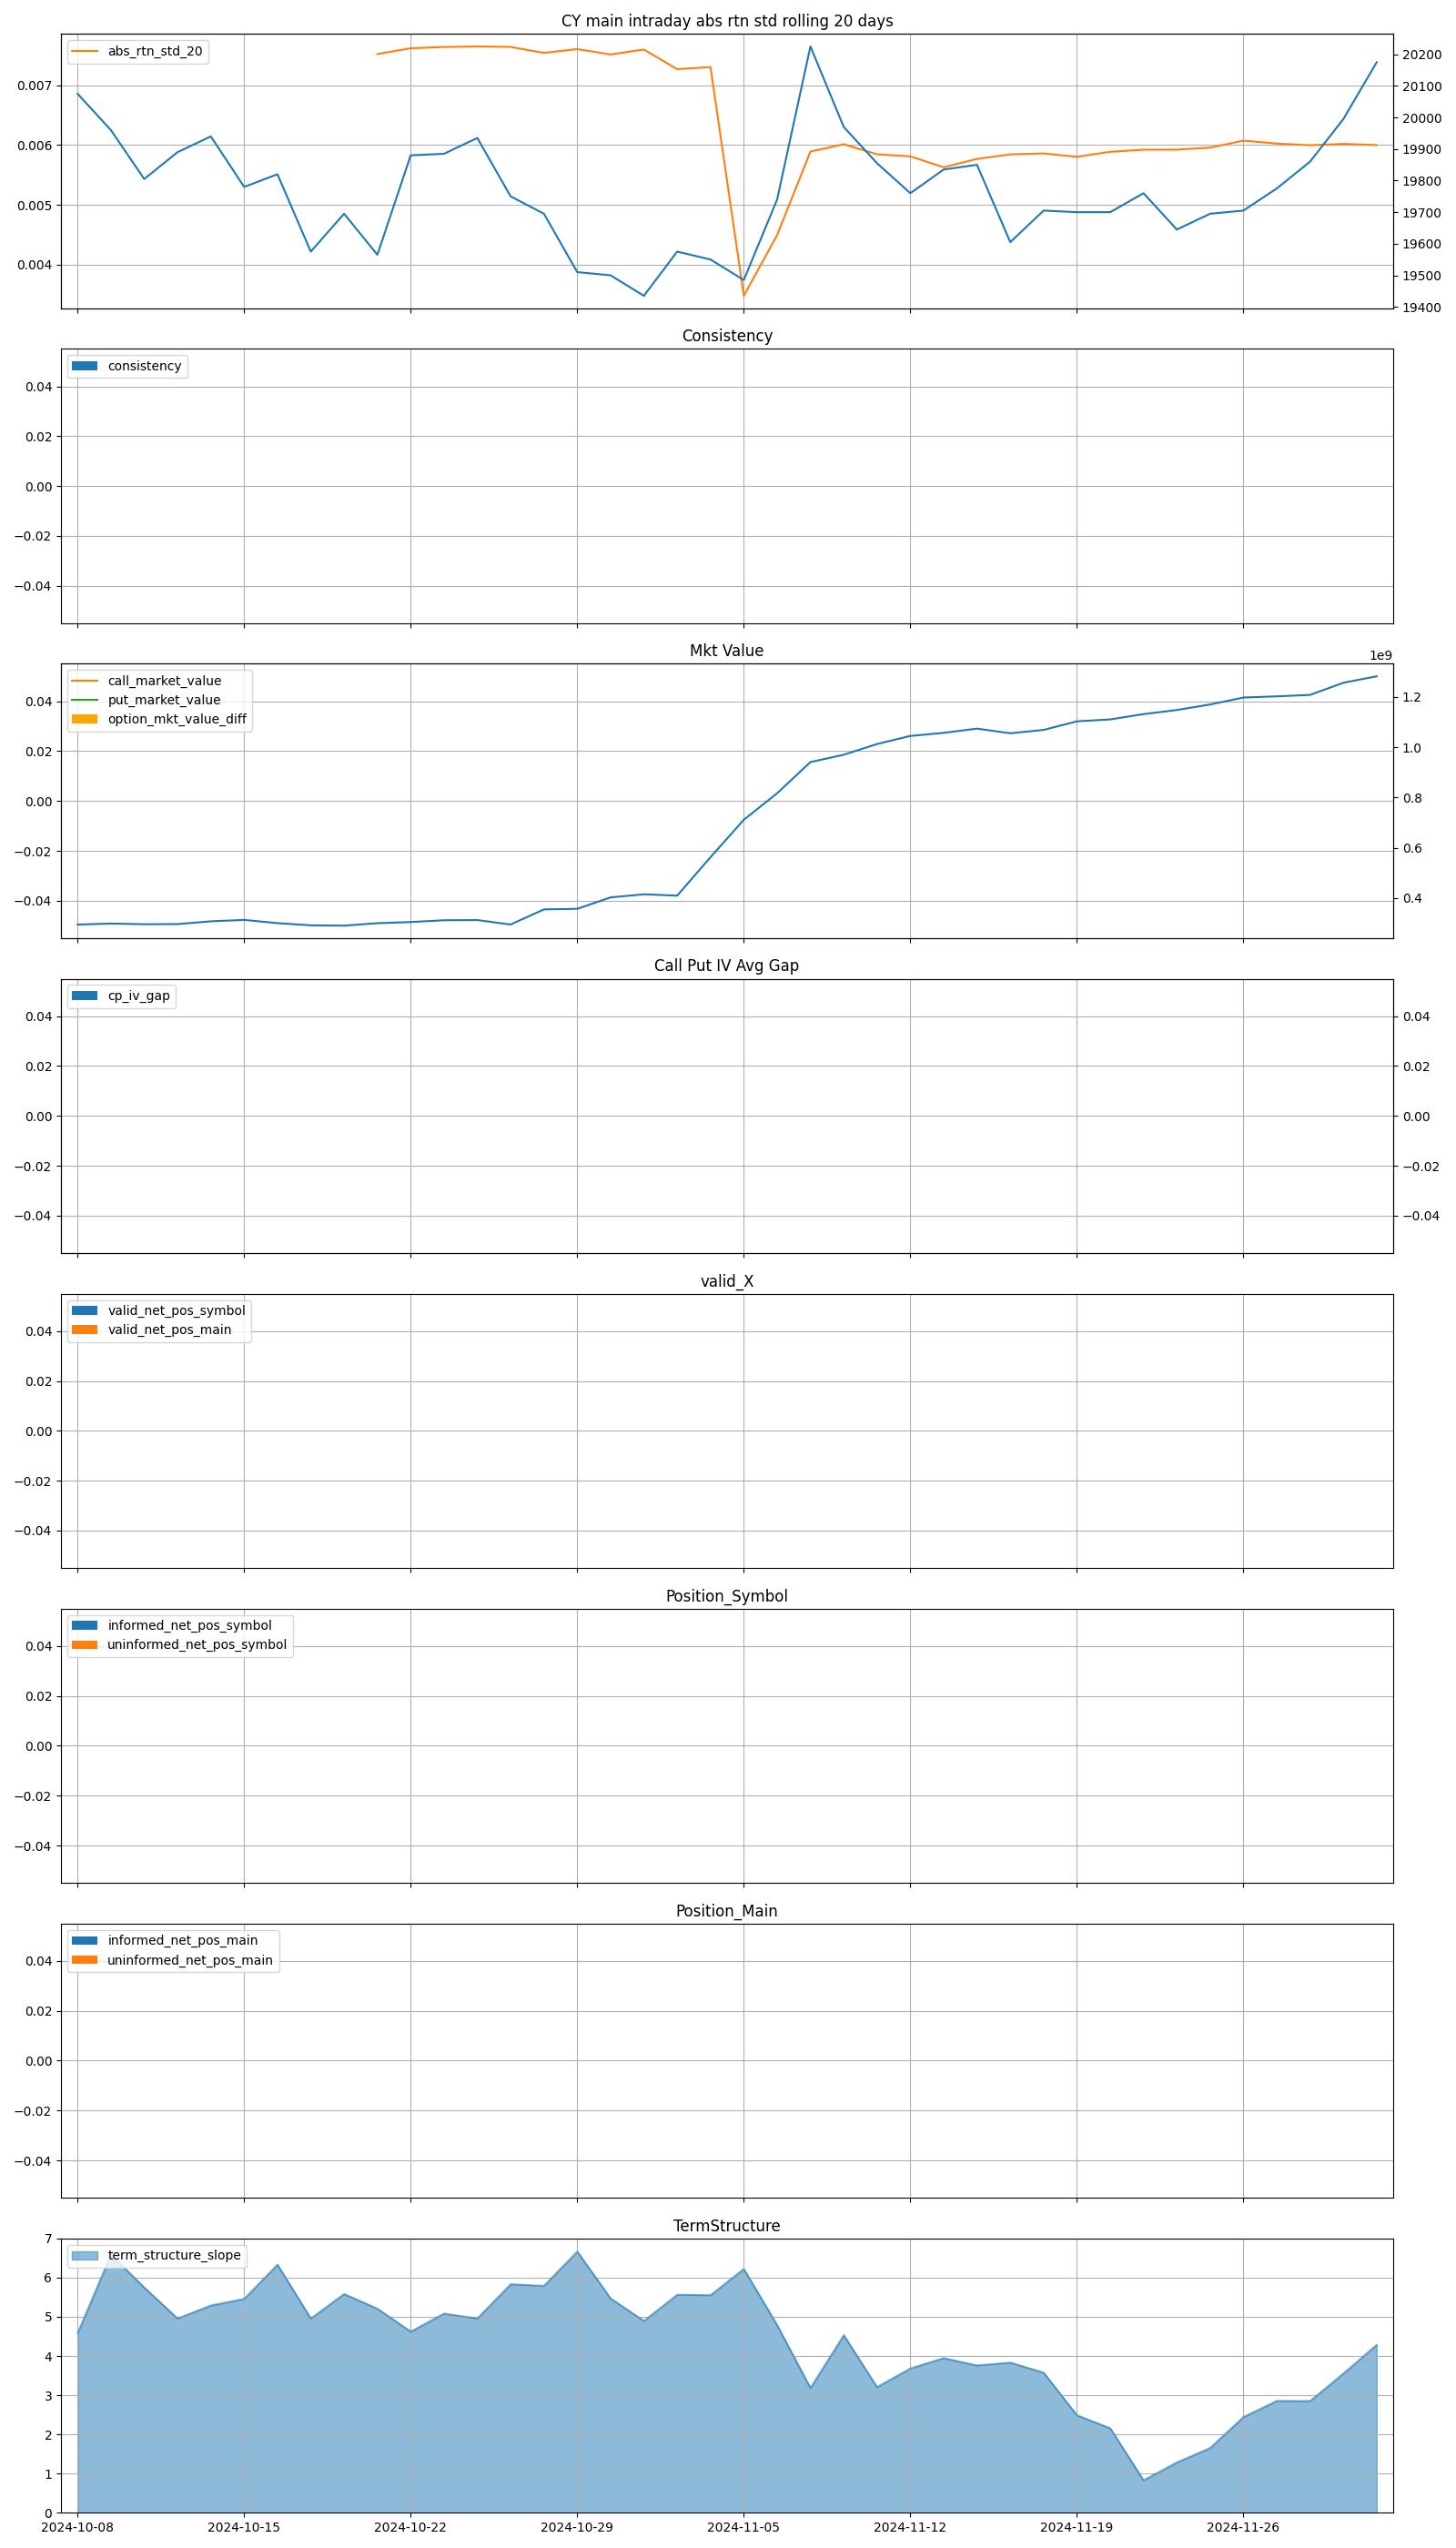 CY main intraday abs rtn std rolling 20 days
abs_rtn_std_20
0.007
0.006
0.005
0.004
20200
20100
20000
19900
19800
19700
19600
19500
19400
Consistency
consistency
0.04
0.02
0.00
−0.02
−0.04
Mkt Value
1e9
call_market_value
put_market_value
option_mkt_value_diff
0.04
0.02
0.00
−0.02
−0.04
1.2
1.0
0.8
0.6
0.4
Call Put IV Avg Gap
cp_iv_gap
0.04
0.02
0.00
−0.02
−0.04
0.04
0.02
0.00
−0.02
−0.04
valid_X
valid_net_pos_symbol
valid_net_pos_main
0.04
0.02
0.00
−0.02
−0.04
Position_Symbol
informed_net_pos_symbol
uninformed_net_pos_symbol
0.04
0.02
0.00
−0.02
−0.04
Position_Main
informed_net_pos_main
uninformed_net_pos_main
0.04
0.02
0.00
−0.02
−0.04
TermStructure
term_structure_slope
7
6
5
4
3
2
1
0
2024-10-08 2024-10-15 2024-10-22 2024-10-29 2024-11-05 2024-11-12 2024-11-19 2024-11-26